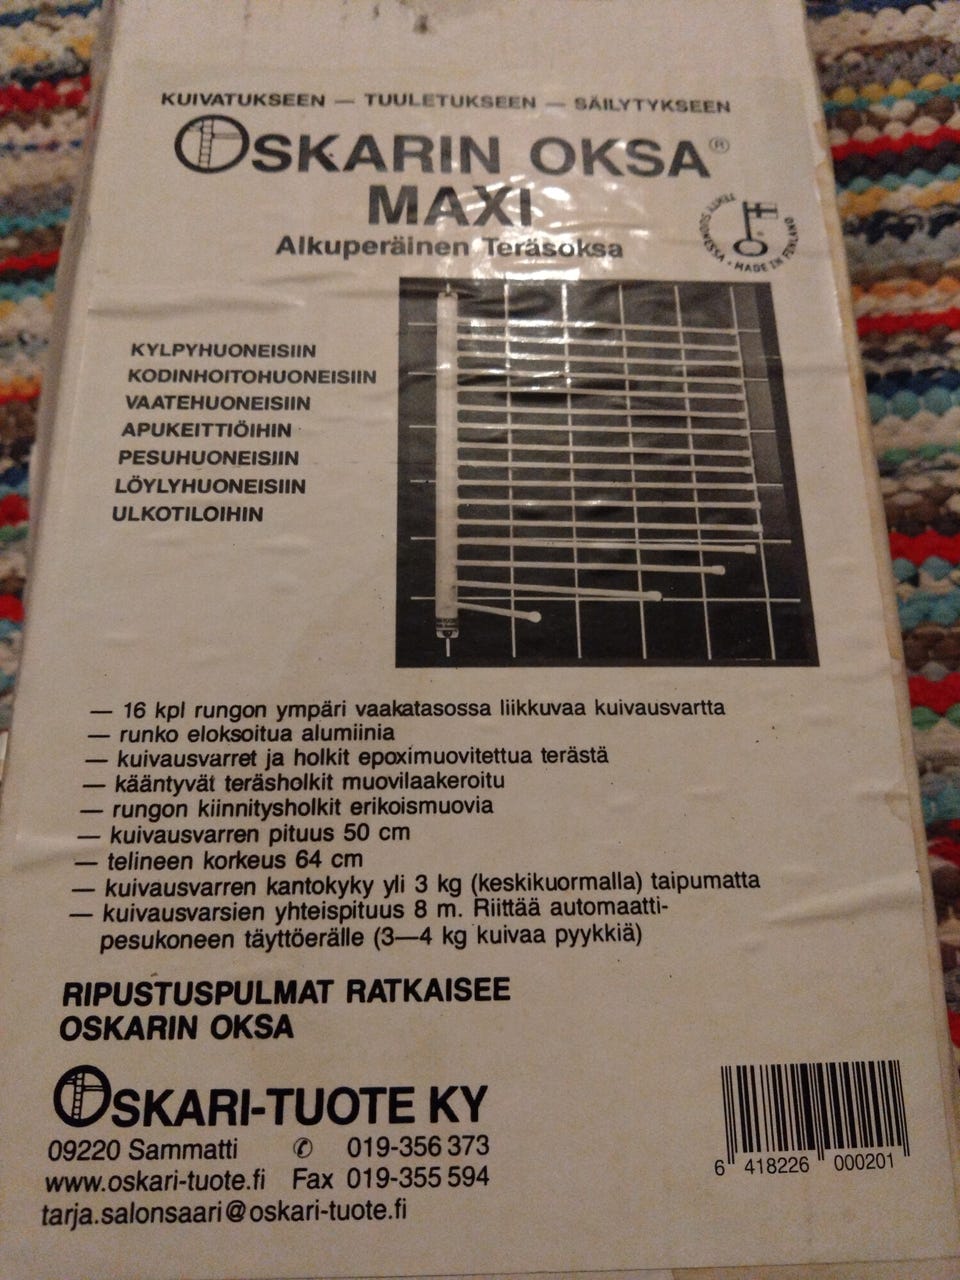 KUIVATUKSEEN — TUULETUKSEEN — SÄILYTYKSEEN
OSKARIN OKSA®
MAXI
Alkuperäinen Teräsoksa
TEHTY SUOMESSA • MADE IN FINLAND
KYLPYHUONEISIIN
KODINHOITOHUONEISIIN
VAATEHUONEISIIN
APUKEITTIÖIHIN
PESUHUONEISIIN
LÖYLYHUONEISIIN
ULKOTILOIHIN
— 16 kpl rungon ympäri vaakatasossa liikkuvaa kuivausvartta
— runko eloksoitua alumiinia
— kuivausvarret ja holkit epoximuovitettua terästä
— kääntyvät teräsholkit muovilaakeroitu
— rungon kiinnitysholkit erikoismuovia
— kuivausvarren pituus 50 cm
— telineen korkeus 64 cm
— kuivausvarren kantokyky yli 3 kg (keskikuormalla) taipumatta
— kuivausvarsien yhteispituus 8 m. Riittää automaatti-
pesukoneen täyttöerälle (3—4 kg kuivaa pyykkiä)
RIPUSTUSPULMAT RATKAISEE
OSKARIN OKSA
OSKARI-TUOTE KY
09220 Sammatti ✆ 019-356 373
www.oskari-tuote.fi Fax 019-355 594
tarja.salonsaari@oskari-tuote.fi
6 418226 000201